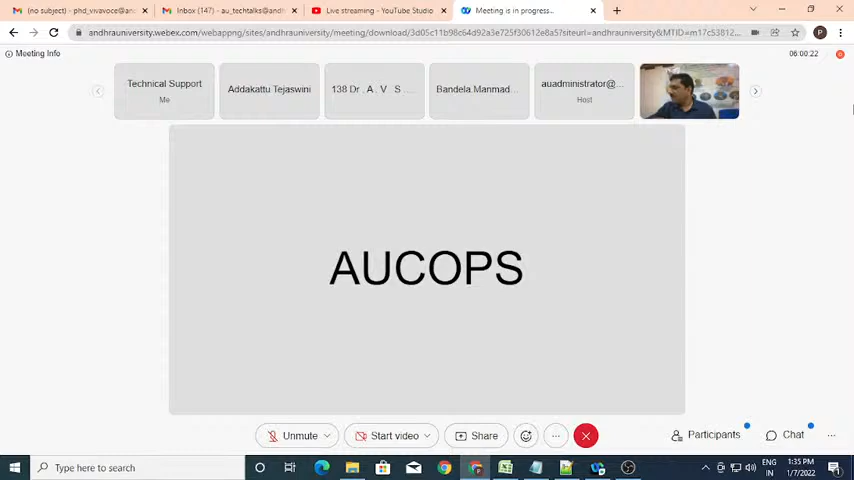 (no subject) - phd_vivavoce@an
Inbox (147) - au_techtalks@andh
Live streaming - YouTube Studio
Meeting is in progress...
andhrauniversity.webex.com/webappng/sites/andhrauniversity/meeting/download/3d05c11b98c64d92a3e725f30612e8a5?siteurl=andhrauniversity&MTID=m17c53812...
P
Meeting Info
06:00:22
Technical Support
Me
Addakattu Tejaswini
138 Dr . A . V S ....
Bandela.Manmad...
auadministrator@...
Host
AUCOPS
Unmute
Start video
Share
Participants
Chat
Type here to search
ENG
IN
1:35 PM
1/7/2022